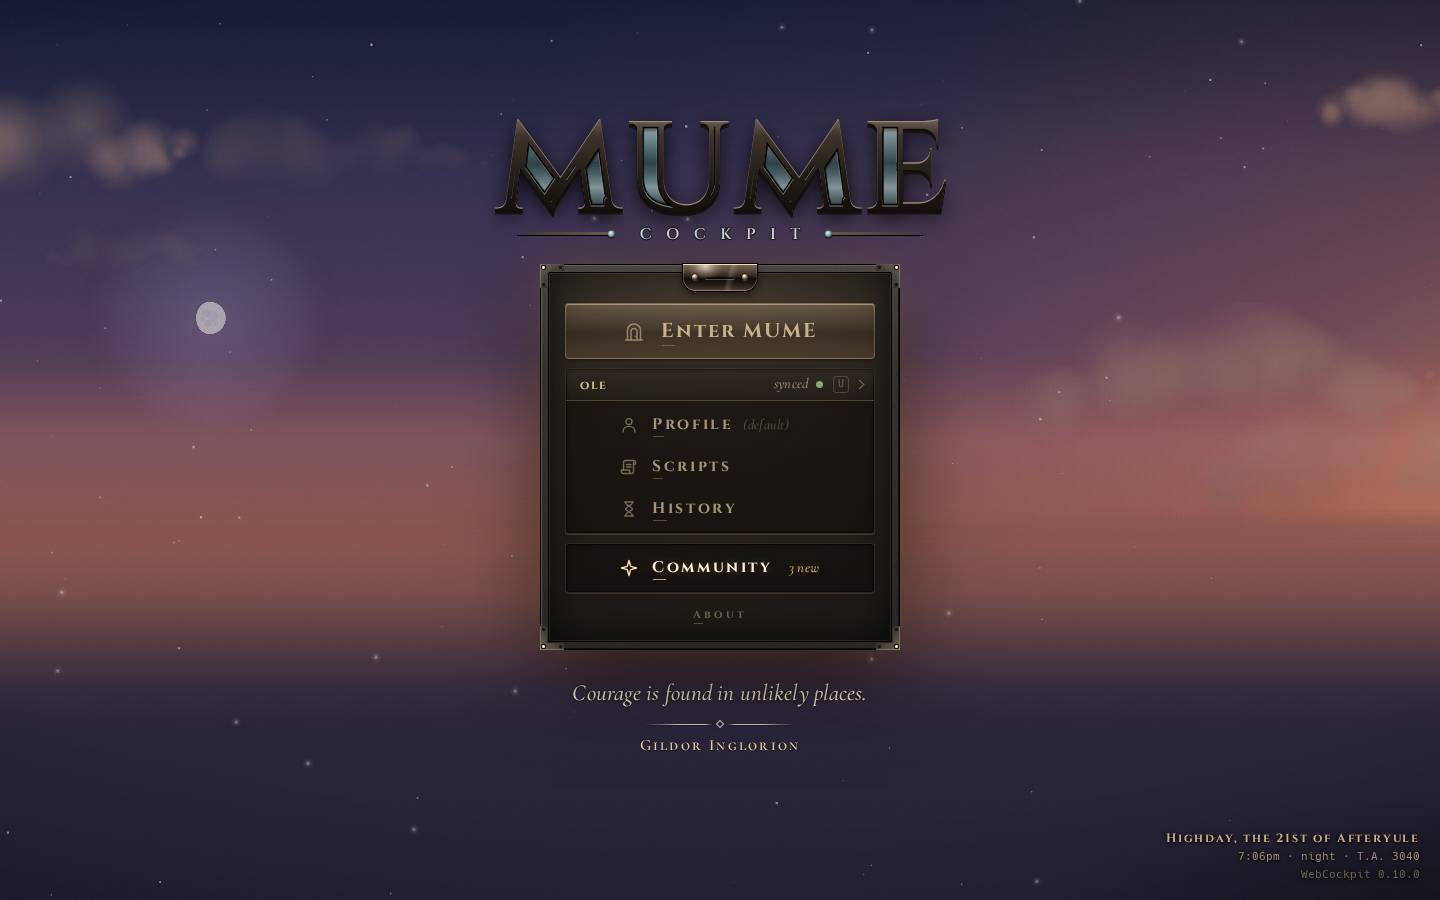 MUME
COCKPIT
Enter MUME
OLE synced U
Profile (default)
Scripts
History
Community 3 new
About
Courage is found in unlikely places.
Gildor Inglorion
Highday, the 21st of Afteryule
7:06pm · night · T.A. 3040
WebCockpit 0.10.0